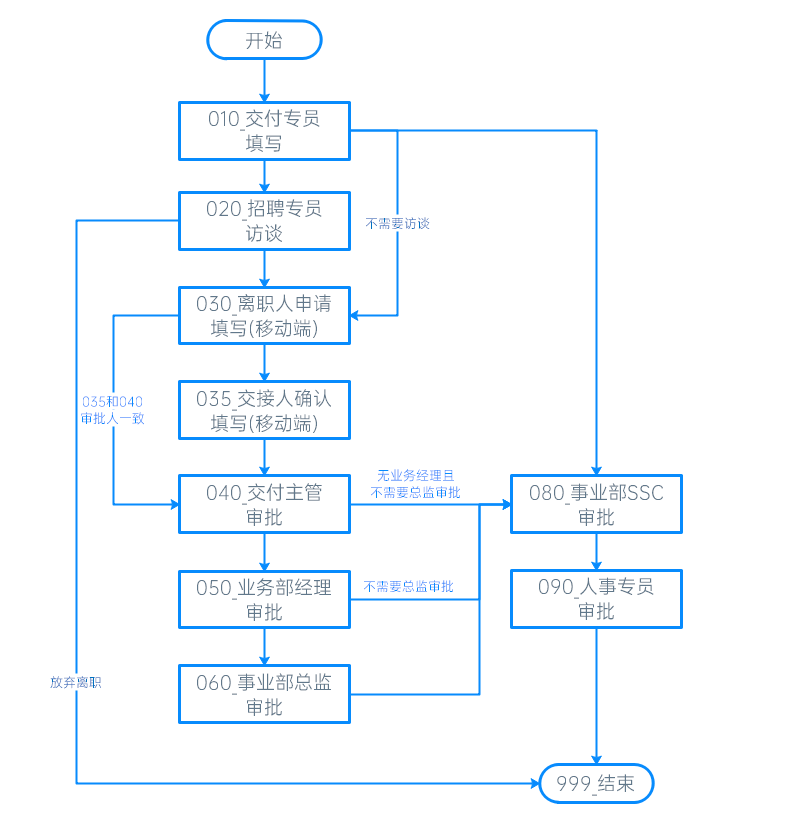 开始
010_交付专员
填写
020_招聘专员
访谈
不需要访谈
030_离职人申请
填写(移动端)
035和040
审批人一致
035_交接人确认
填写(移动端)
040_交付主管
审批
无业务经理且
不需要总监审批
080_事业部SSC
审批
050_业务部经理
审批
不需要总监审批
090_人事专员
审批
060_事业部总监
审批
放弃离职
999_结束